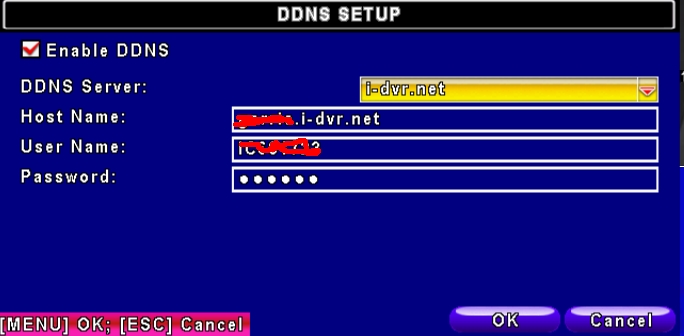 DDNS SETUP
Enable DDNS
DDNS Server: i-dvr.net
Host Name: .i-dvr.net
User Name:
Password: ●●●●●●
[MENU] OK; [ESC] Cancel
OK Cancel